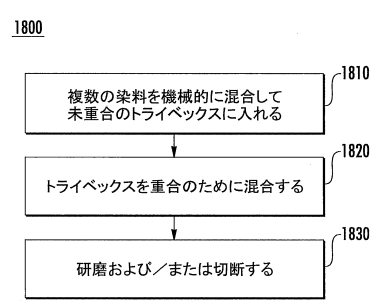 1800
1810
複数の染料を機械的に混合して
未重合のトライベックスに入れる
1820
トライベックスを重合のために混合する
1830
研磨および/または切断する